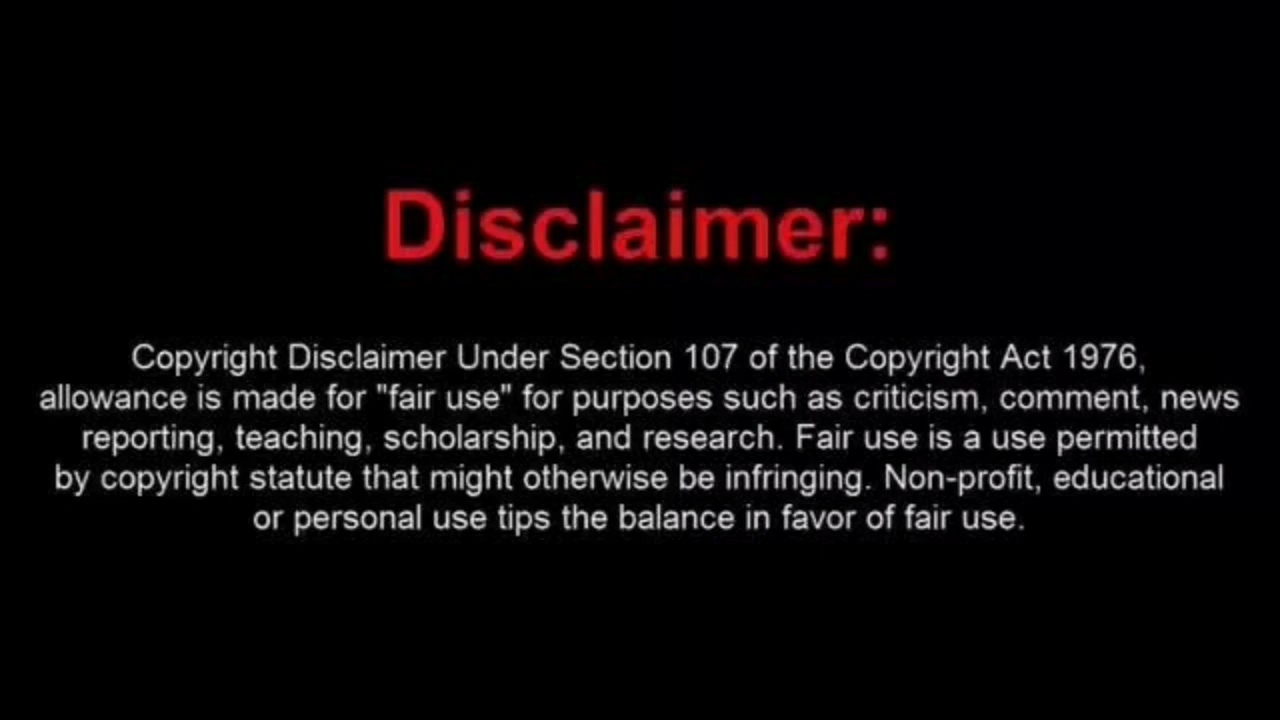 Disclaimer:
Copyright Disclaimer Under Section 107 of the Copyright Act 1976,
allowance is made for "fair use" for purposes such as criticism, comment, news
reporting, teaching, scholarship, and research. Fair use is a use permitted
by copyright statute that might otherwise be infringing. Non-profit, educational
or personal use tips the balance in favor of fair use.